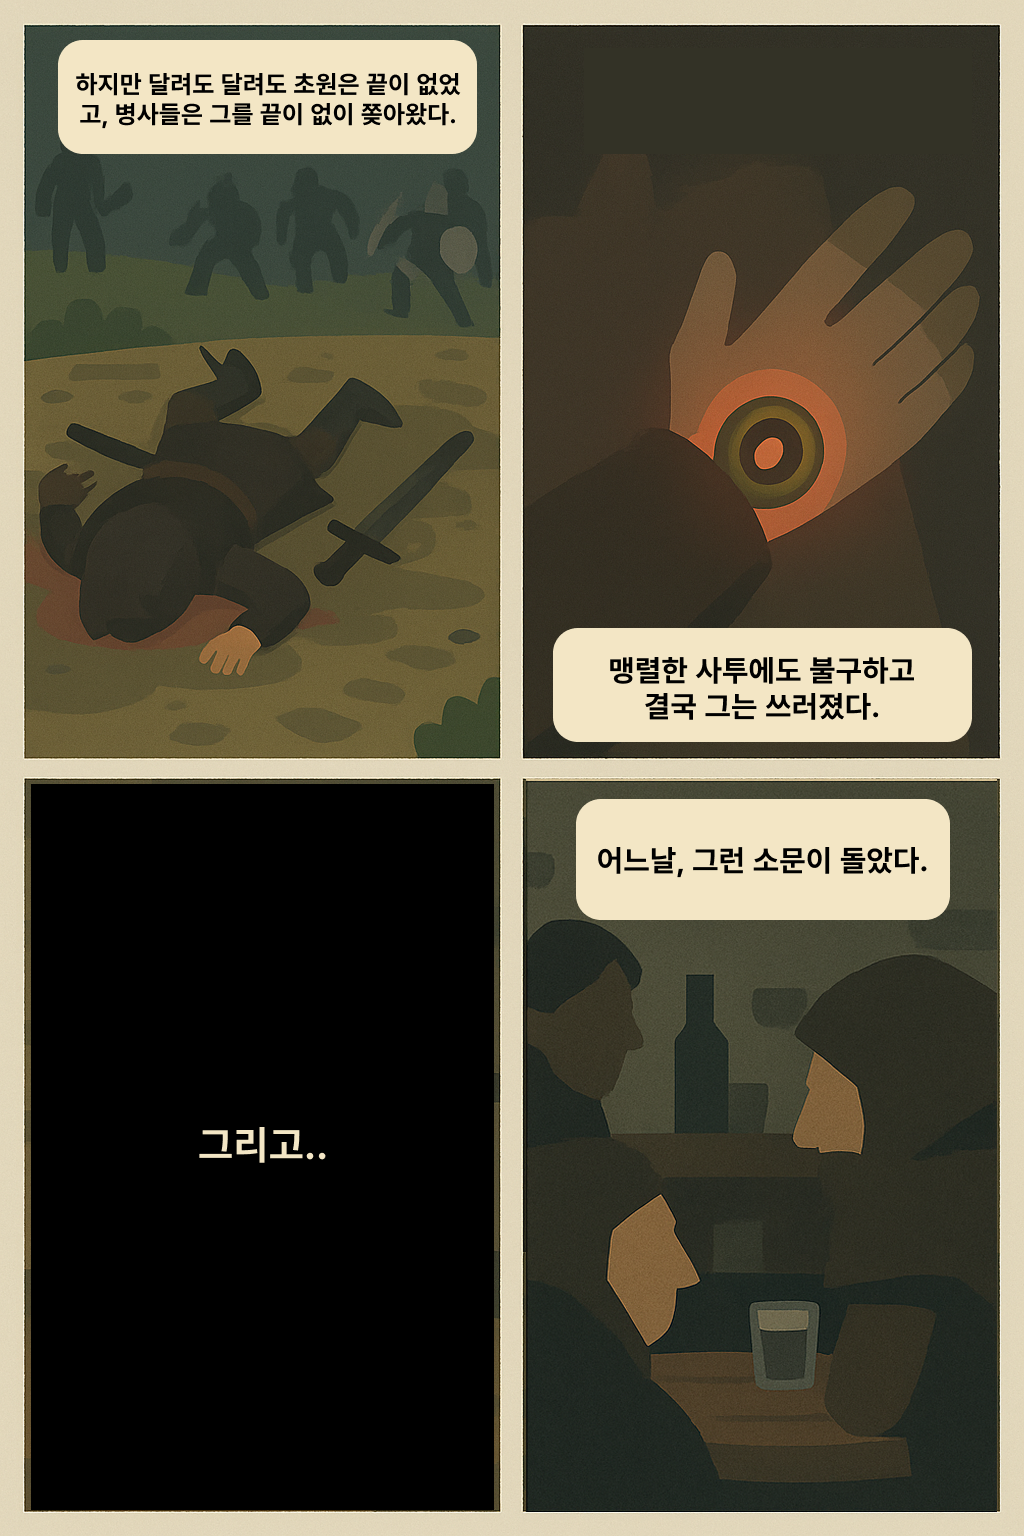 하지만 달려도 달려도 초원은 끝이 없었
고, 병사들은 그를 끝이 없이 쫓아왔다.
맹렬한 사투에도 불구하고
결국 그는 쓰러졌다.
그리고..
어느날, 그런 소문이 돌았다.